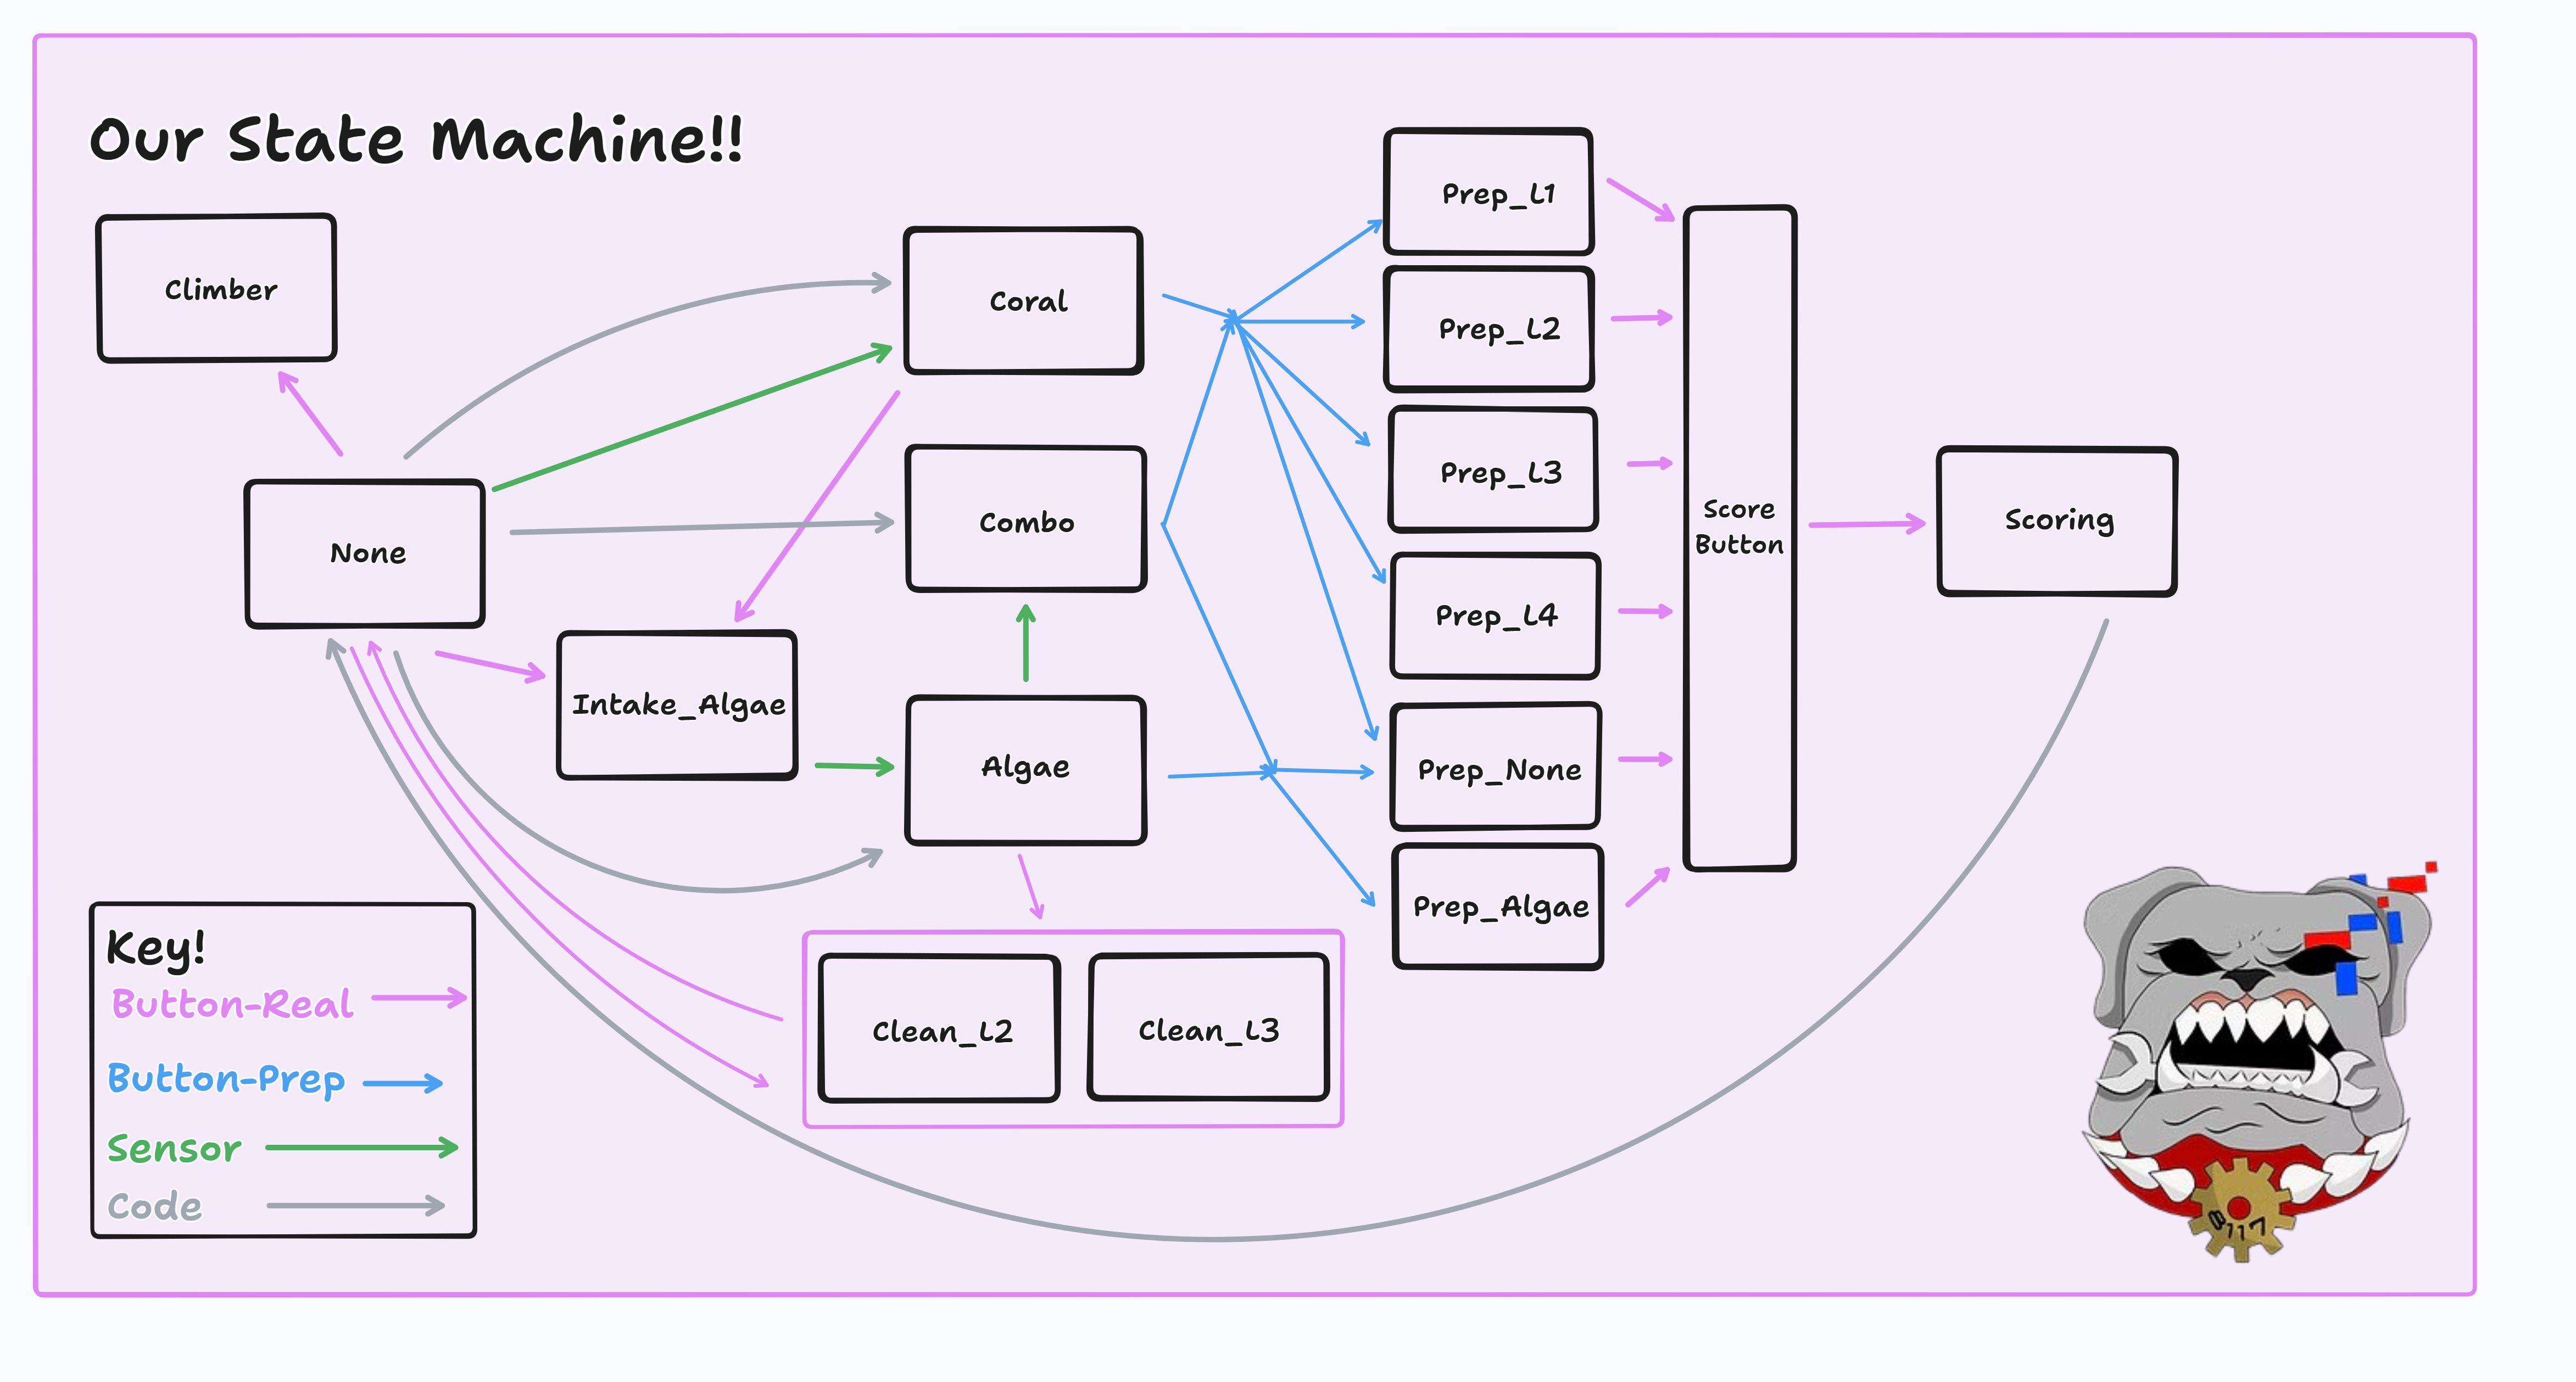 Our State Machine!!
Climber
None
Intake_Algae
Coral
Combo
Algae
Clean_L2
Clean_L3
Prep_L1
Prep_L2
Prep_L3
Prep_L4
Prep_None
Prep_Algae
Score
Button
Scoring
Key!
Button-Real
Button-Prep
Sensor
Code